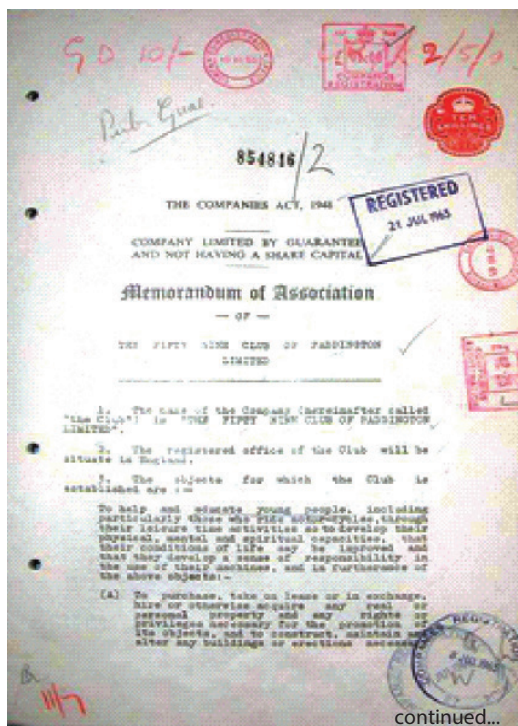 GD 10/- 2/5/0
COMPANIES
REGISTRATION
TEN
SHILLINGS
Pub. Guar.
854846/2
THE COMPANIES ACT, 1948
REGISTERED
21 JUL 1965
COMPANY LIMITED BY GUARANTEE
AND NOT HAVING A SHARE CAPITAL
Memorandum of Association
— OF —
THE FIFTY NINE CLUB OF PADDINGTON
LIMITED
1. The name of the Company (hereinafter called
"the Club") is "THE FIFTY NINE CLUB OF PADDINGTON
LIMITED".
2. The registered office of the Club will be
situate in England.
3. The objects for which the Club is
established are :-
To help and educate young people, including
particularly those who ride motor-cycles, through
their leisure time activities so to develop their
physical, mental and spiritual capacities, that
their conditions of life may be improved and
that they develop a sense of responsibility in
the use of their machines, and in furtherance of
the above objects:-
(A) To purchase, take on lease or in exchange,
hire or otherwise acquire any real or
personal property and any rights or
privileges necessary for the promotion of
its objects, and to construct, maintain and
alter any buildings or erections necessary
11/7
continued...